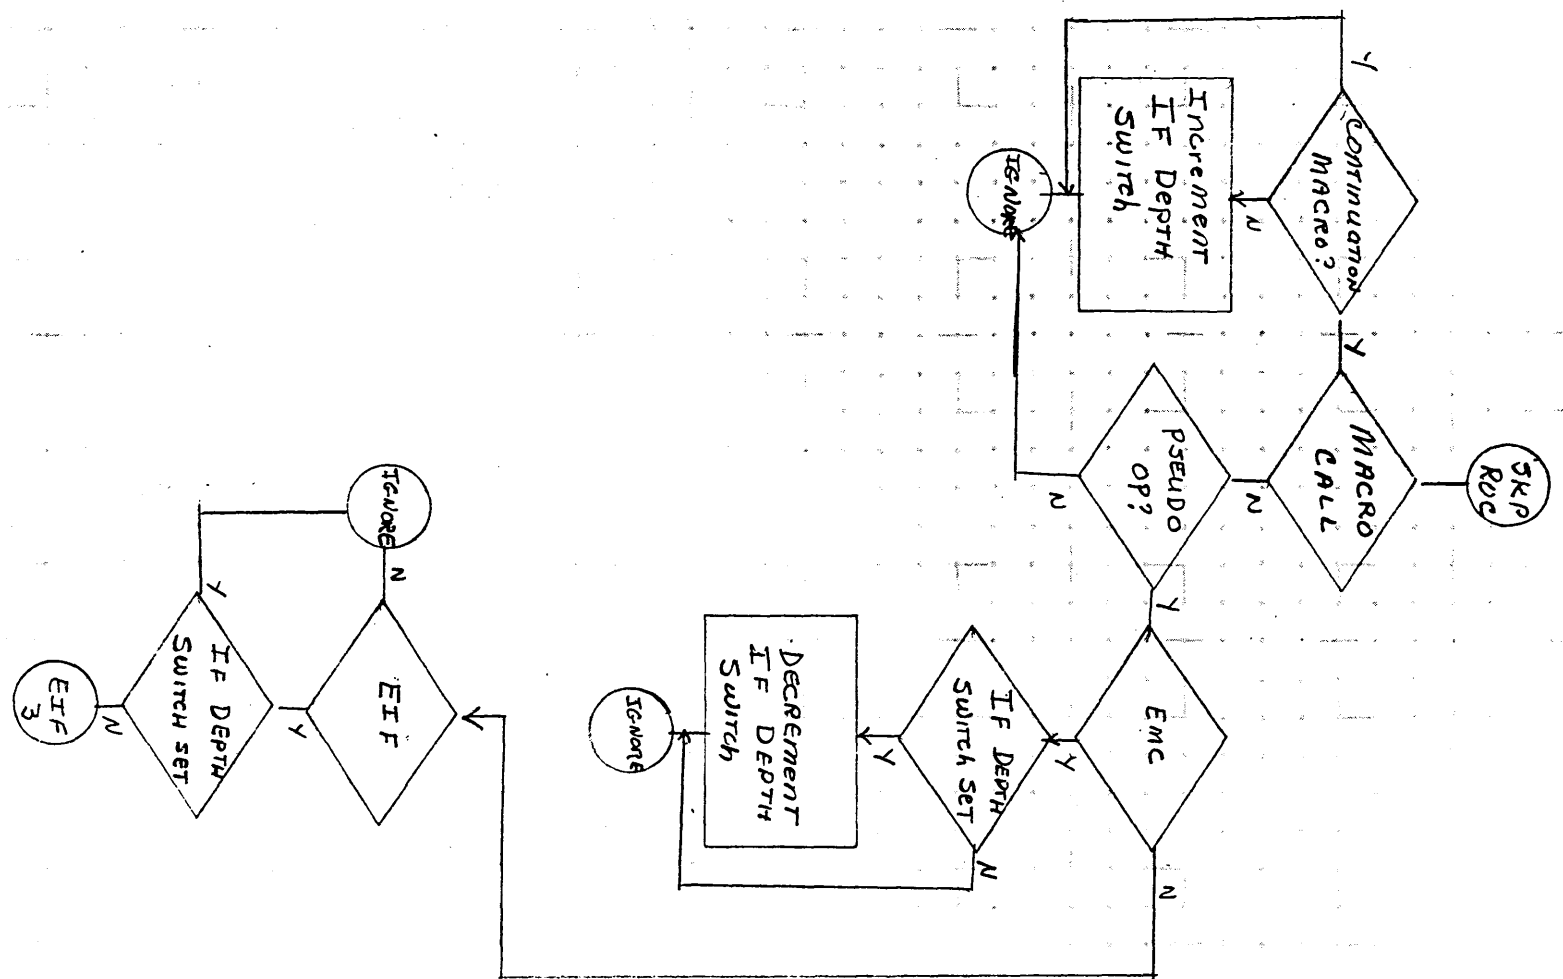 SKP
RUC
MACRO
CALL
Y
N
CONTINUATION
MACRO?
Y
N
Increment
IF Depth
Switch
IGNORE
PSEUDO
OP?
N
Y
EMC
Y
N
IF DEPTH
SWITCH SET
Y
N
DECREMENT
IF DEPTH
SWITCH
IGNORE
EIF
N
Y
IGNORE
IF DEPTH
SWITCH SET
Y
N
EIF
3